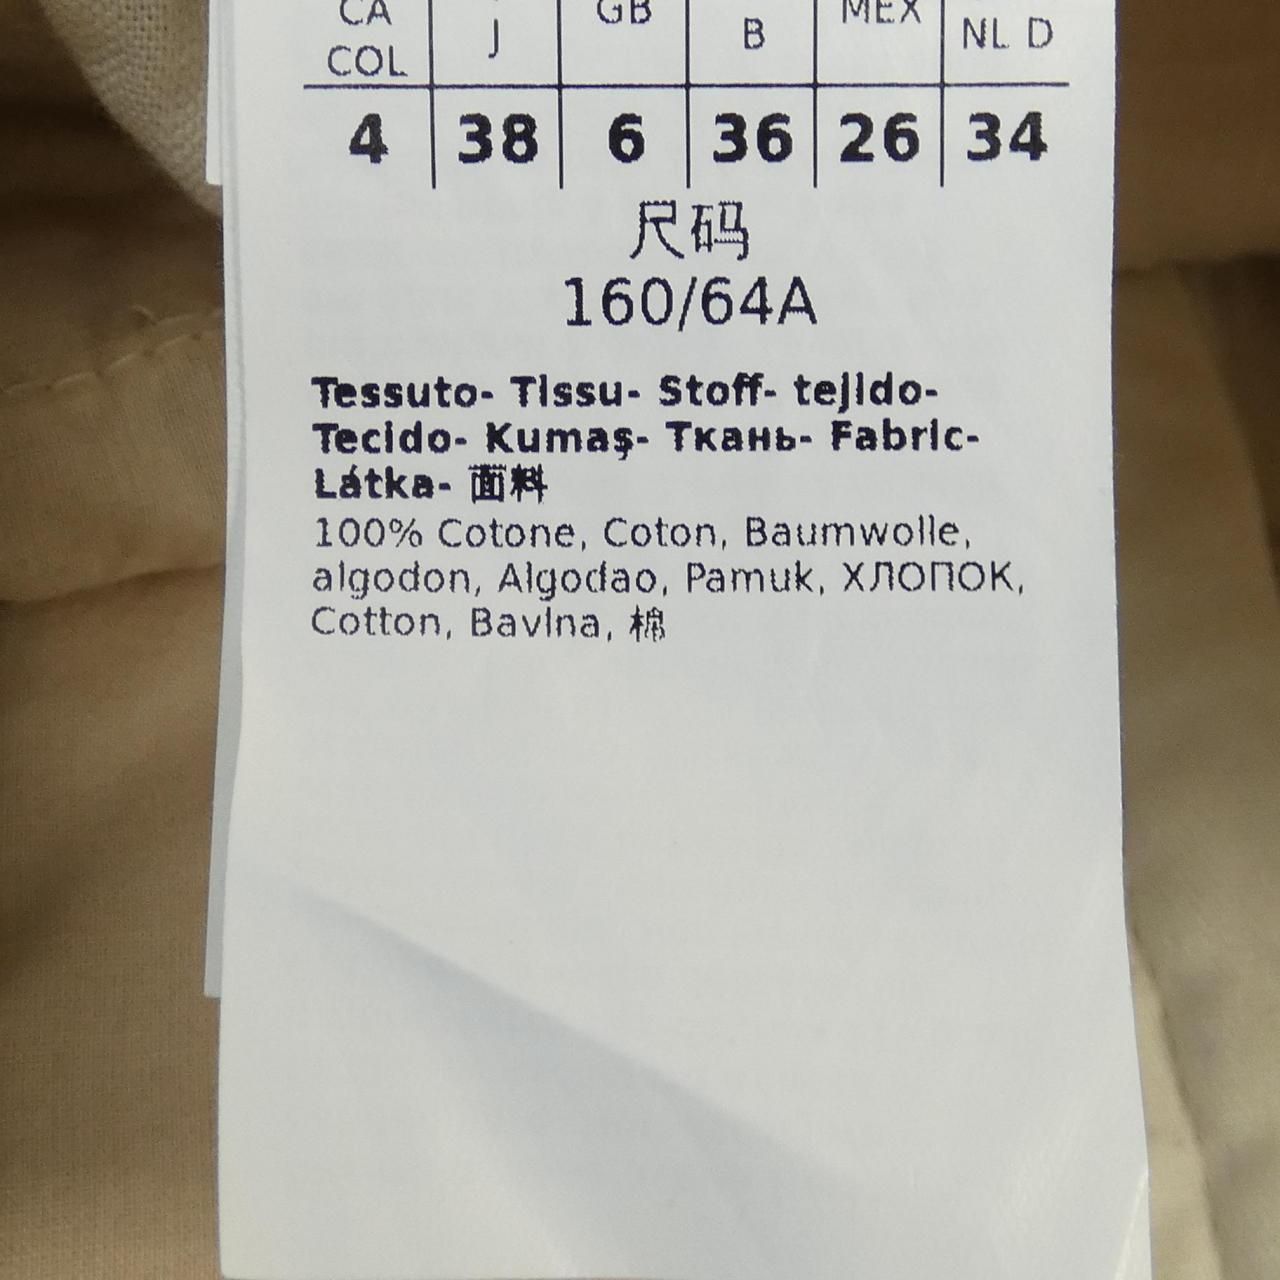 CA GB MEX
COL J B NL D
4 38 6 36 26 34
尺码
160/64A
Tessuto- Tissu- Stoff- tejido-
Tecido- Kumaş- Ткань- Fabric-
Látka- 面料
100% Cotone, Coton, Baumwolle,
algodon, Algodao, Pamuk, ХЛОПОК,
Cotton, Bavlna, 棉